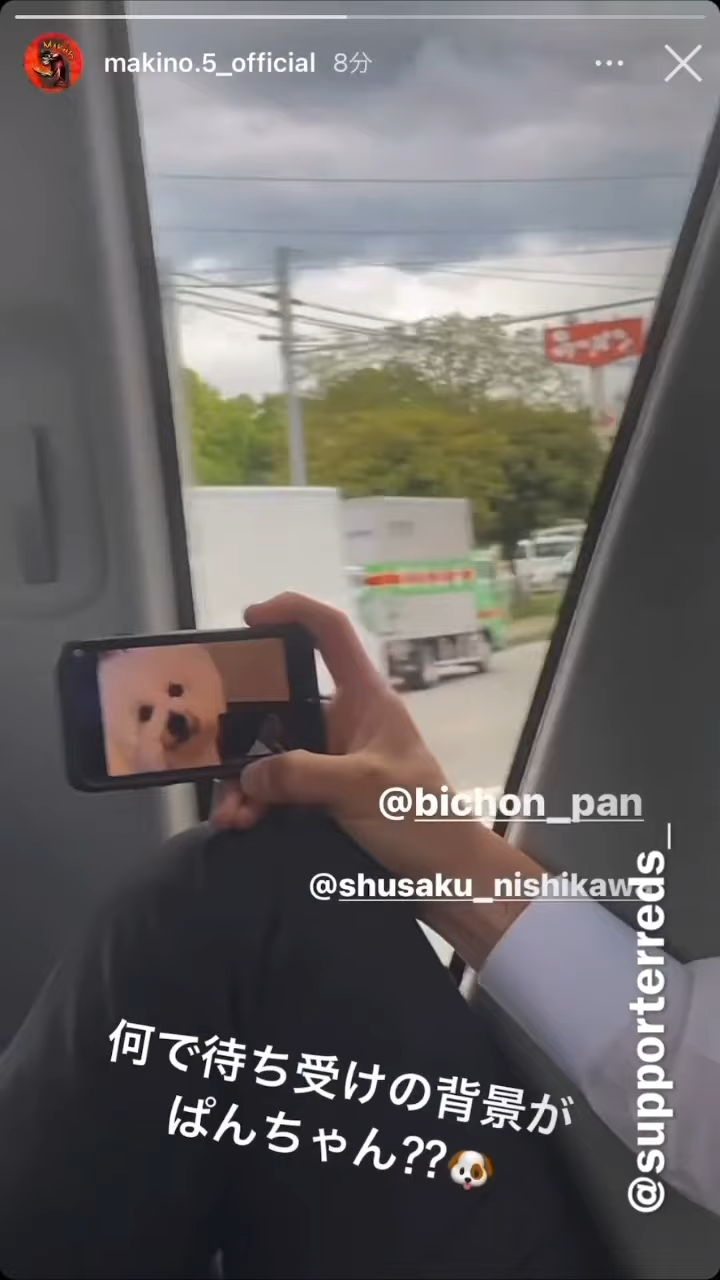 makino.5_official 8分
ラーメン
@bichon_pan
@shusaku_nishikawa
@supporterreds_
何で待ち受けの背景が
ぱんちゃん??🐶